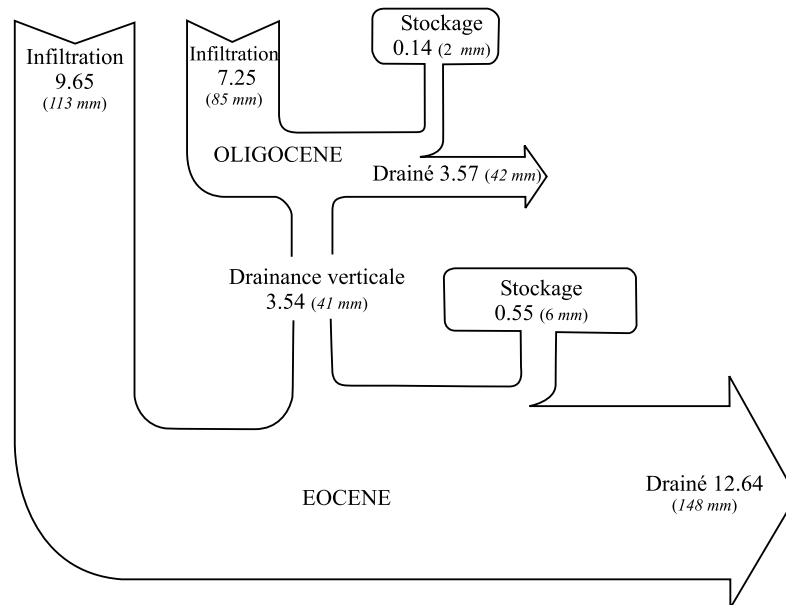 Infiltration
9.65
(113 mm)
Infiltration
7.25
(85 mm)
Stockage
0.14 (2 mm)
OLIGOCENE
Drainé 3.57 (42 mm)
Drainance verticale
3.54 (41 mm)
Stockage
0.55 (6 mm)
EOCENE
Drainé 12.64
(148 mm)